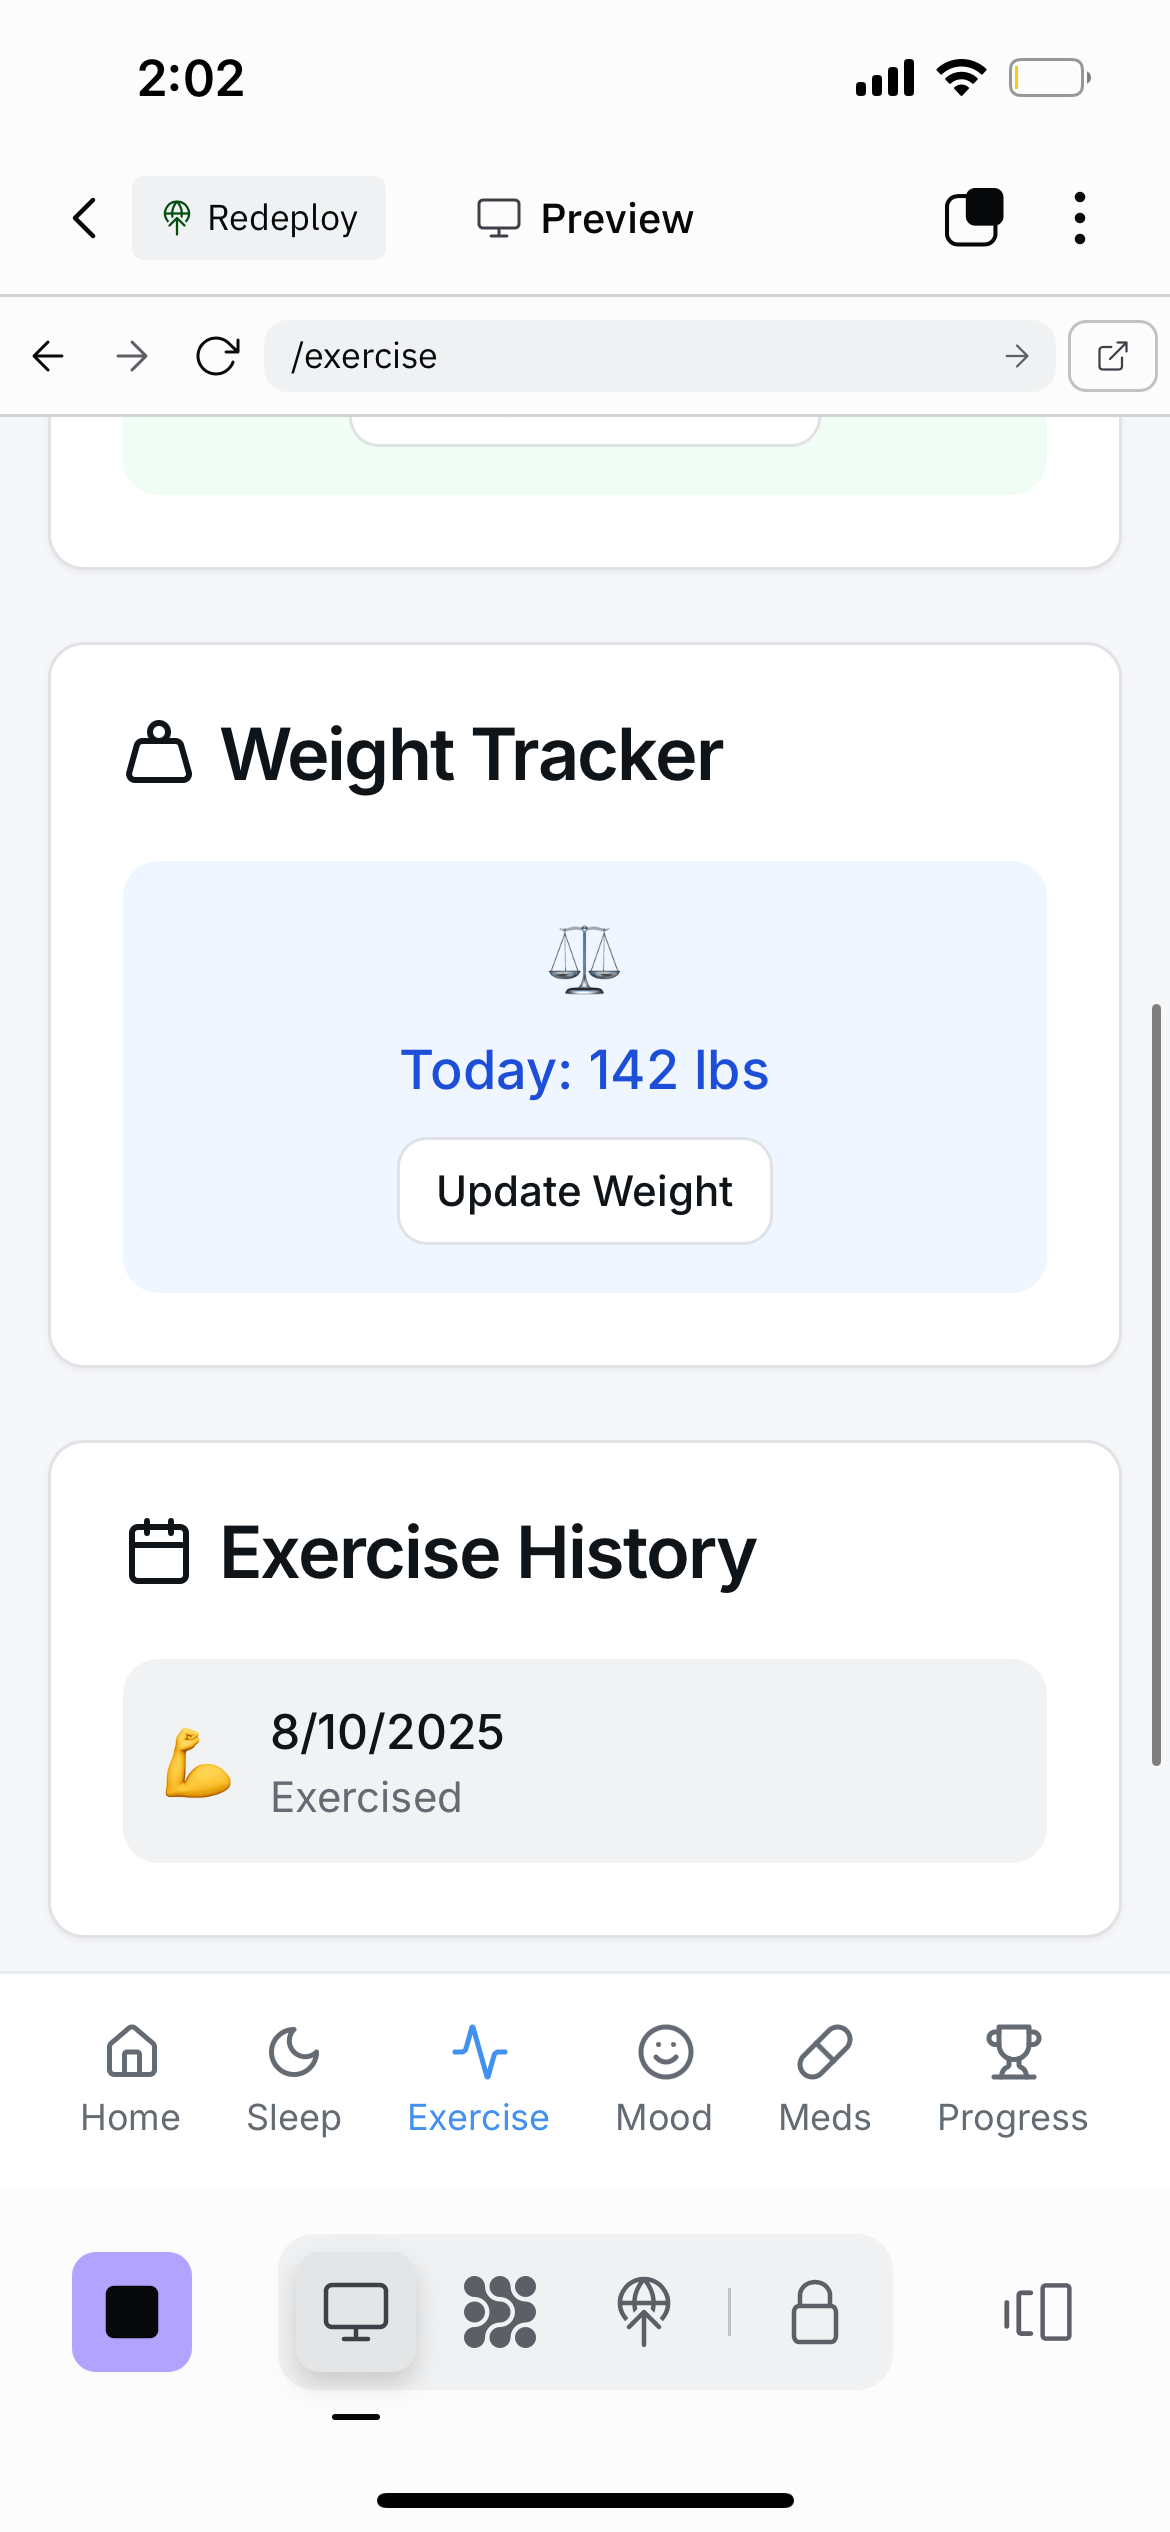 2:02
Redeploy
Preview
/exercise
Weight Tracker
Today: 142 lbs
Update Weight
Exercise History
8/10/2025
Exercised
Home
Sleep
Exercise
Mood
Meds
Progress